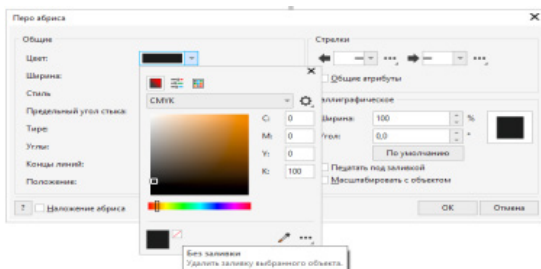 Перо абриса
Общие
Цвет:
Ширина:
Стиль
Предельный угол стыка:
Тире:
Углы:
Концы линий:
Положение:
? Наложение абриса
CMYK
C: 0
M: 0
Y: 0
K: 100
Без заливки
Удалить заливку выбранного объекта.
Стрелки
Общие атрибуты
аллиграфическое
Ширина: 100 %
Угол: 0,0 °
По умолчанию
Печатать под заливкой
Масштабировать с объектом
OK Отмена